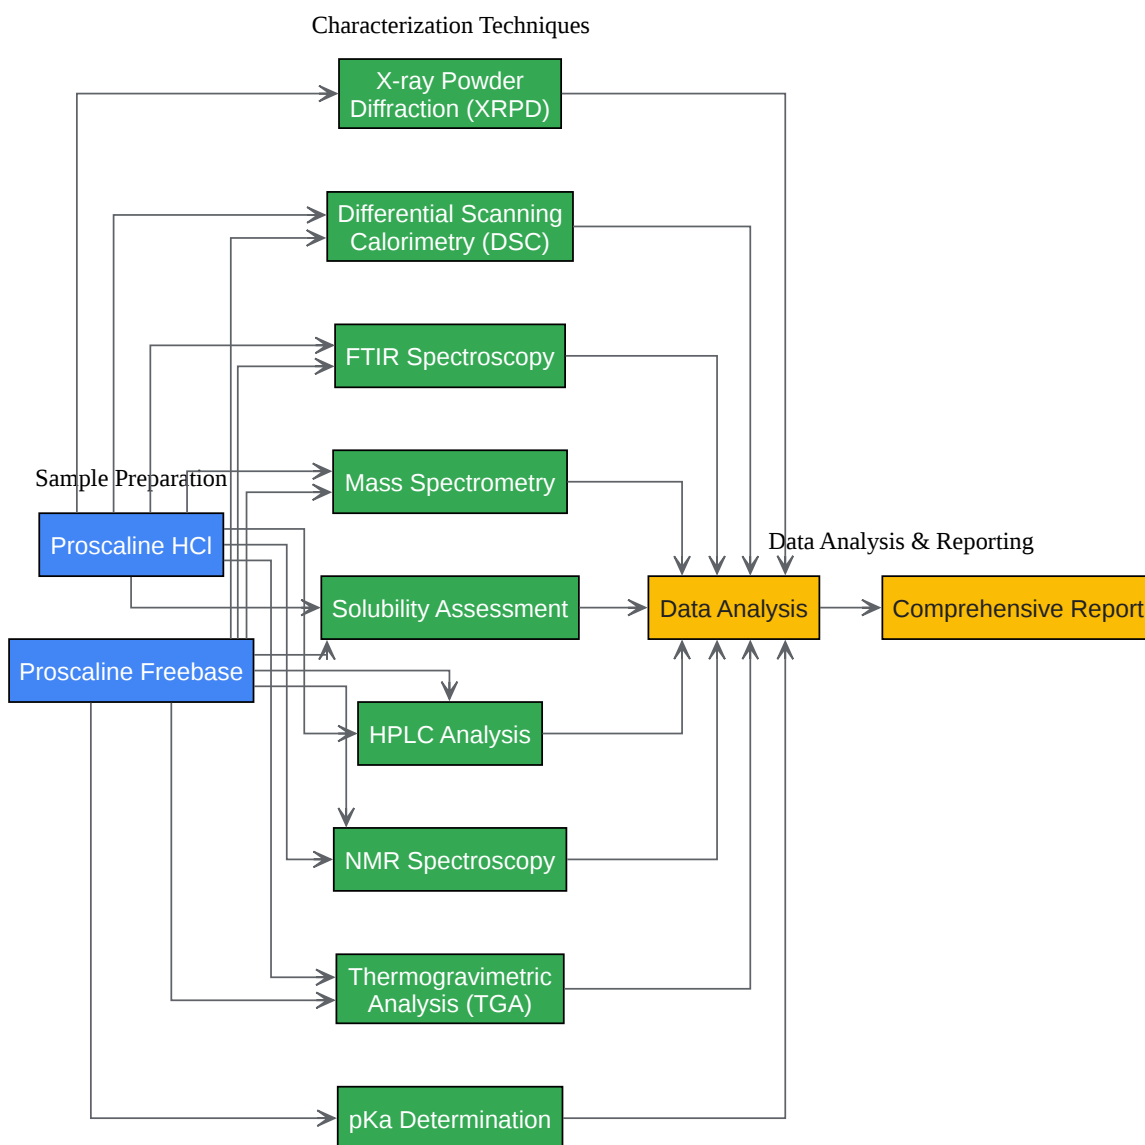 Characterization Techniques
X-ray Powder
Diffraction (XRPD)
Differential Scanning
Calorimetry (DSC)
FTIR Spectroscopy
Sample Preparation
Mass Spectrometry
Proscaline HCl
Data Analysis & Reporting
Solubility Assessment
Data Analysis
Comprehensive Report
Proscaline Freebase
HPLC Analysis
NMR Spectroscopy
Thermogravimetric
Analysis (TGA)
pKa Determination